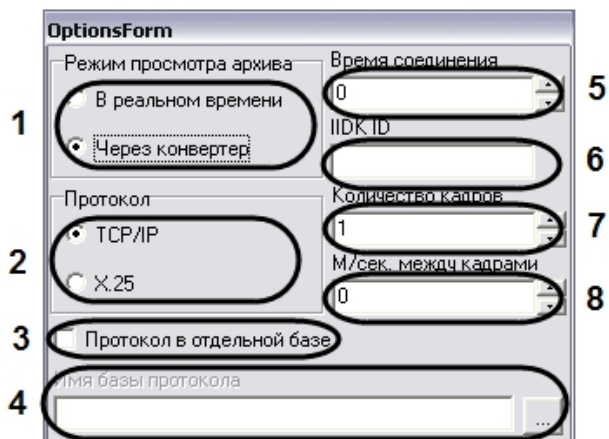 OptionsForm
Режим просмотра архива
В реальном времени
Через конвертер
1
Протокол
TCP/IP
X.25
2
3
Протокол в отдельной базе
Имя базы протокола
4
...
Время соединения
0
5
IIDK ID
6
Количество кадров
1
7
М/сек. между кадрами
0
8